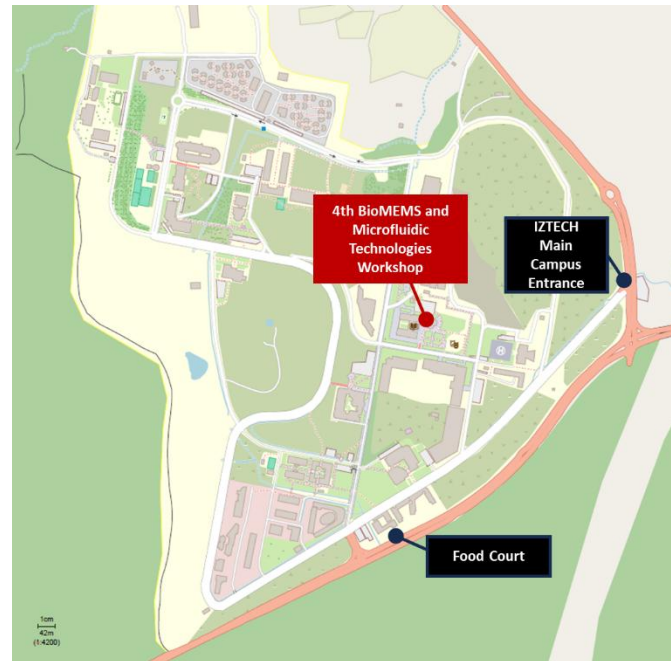 4th BioMEMS and
Microfluidic
Technologies
Workshop
IZTECH
Main
Campus
Entrance
Food Court
1cm
42m
(1:4200)